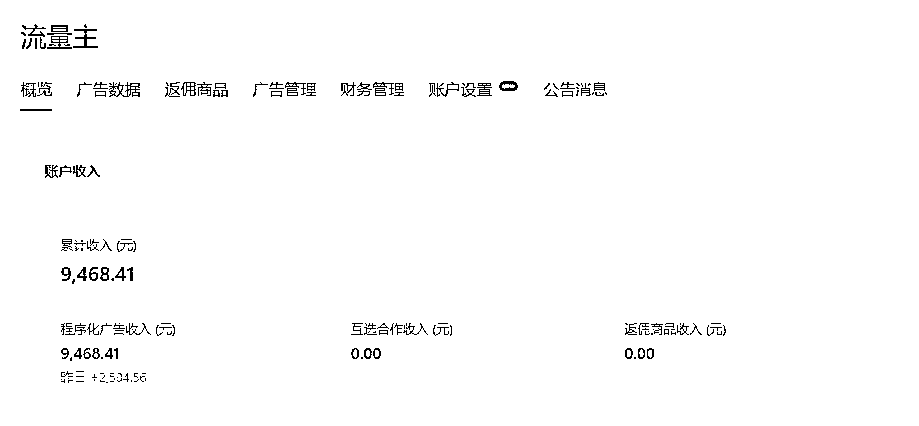 流量主
概览 广告数据 返佣商品 广告管理 财务管理 账户设置 公告消息
账户收入
累计收入 (元)
9,468.41
程序化广告收入 (元) 互选合作收入 (元) 返佣商品收入 (元)
9,468.41 0.00 0.00
昨日